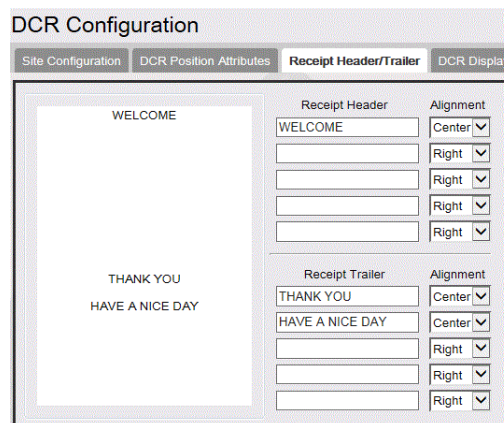 DCR Configuration
Site Configuration DCR Position Attributes Receipt Header/Trailer DCR Displa
WELCOME
THANK YOU
HAVE A NICE DAY
Receipt Header Alignment
WELCOME Center
Right
Right
Right
Right
Receipt Trailer Alignment
THANK YOU Center
HAVE A NICE DAY Center
Right
Right
Right